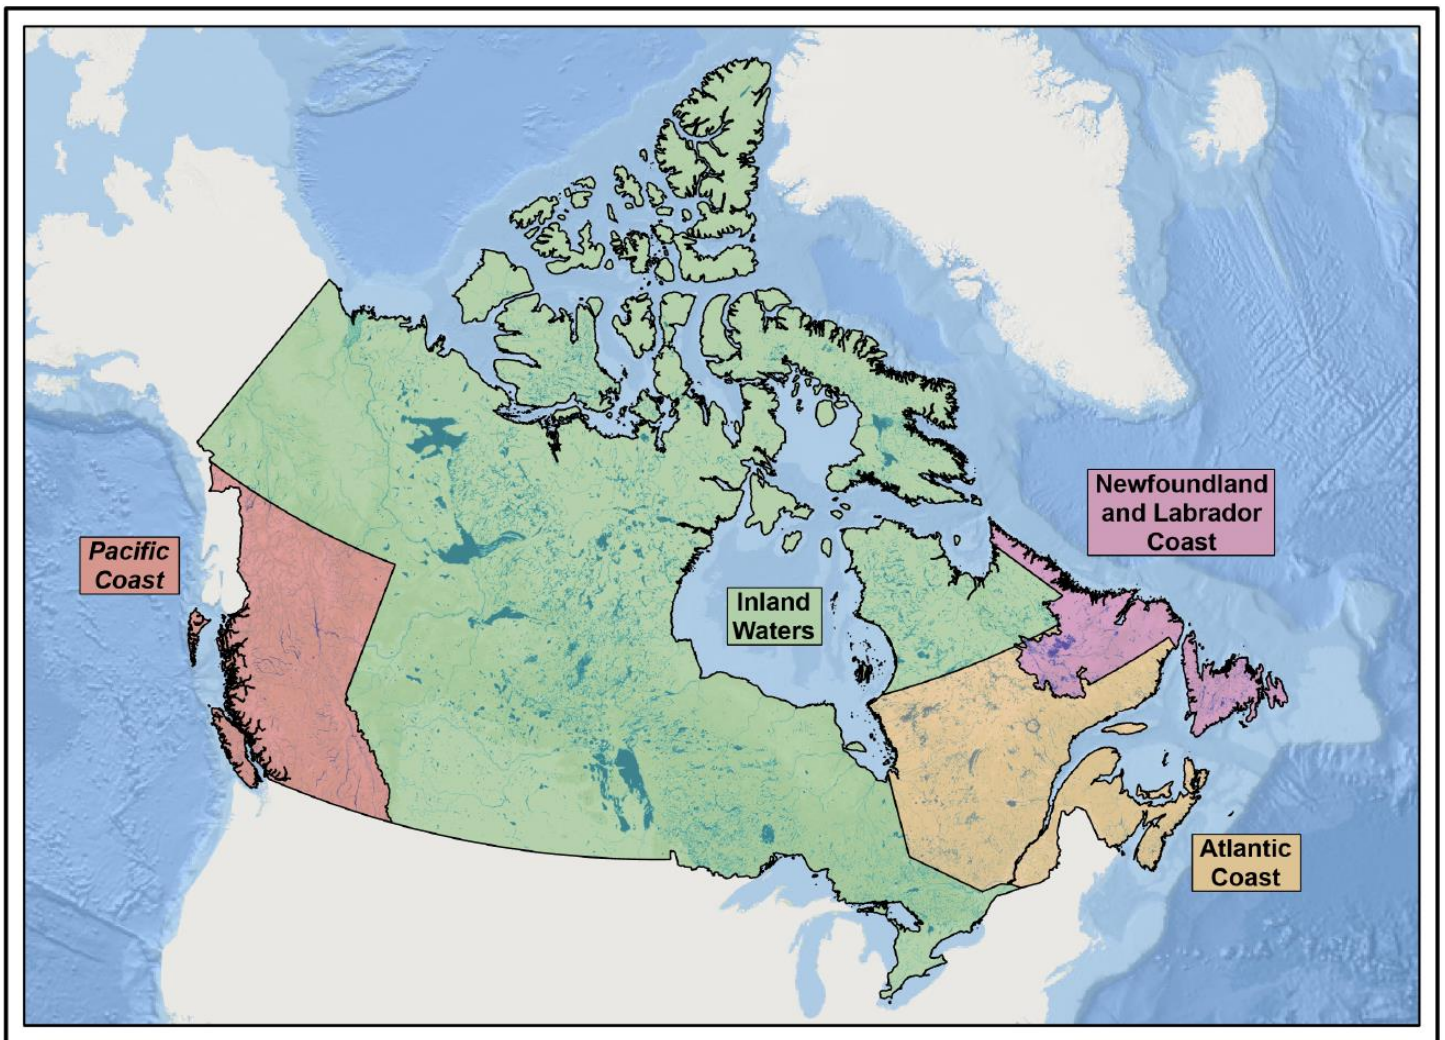 Newfoundland
and Labrador
Coast
Pacific
Coast
Inland
Waters
Atlantic
Coast